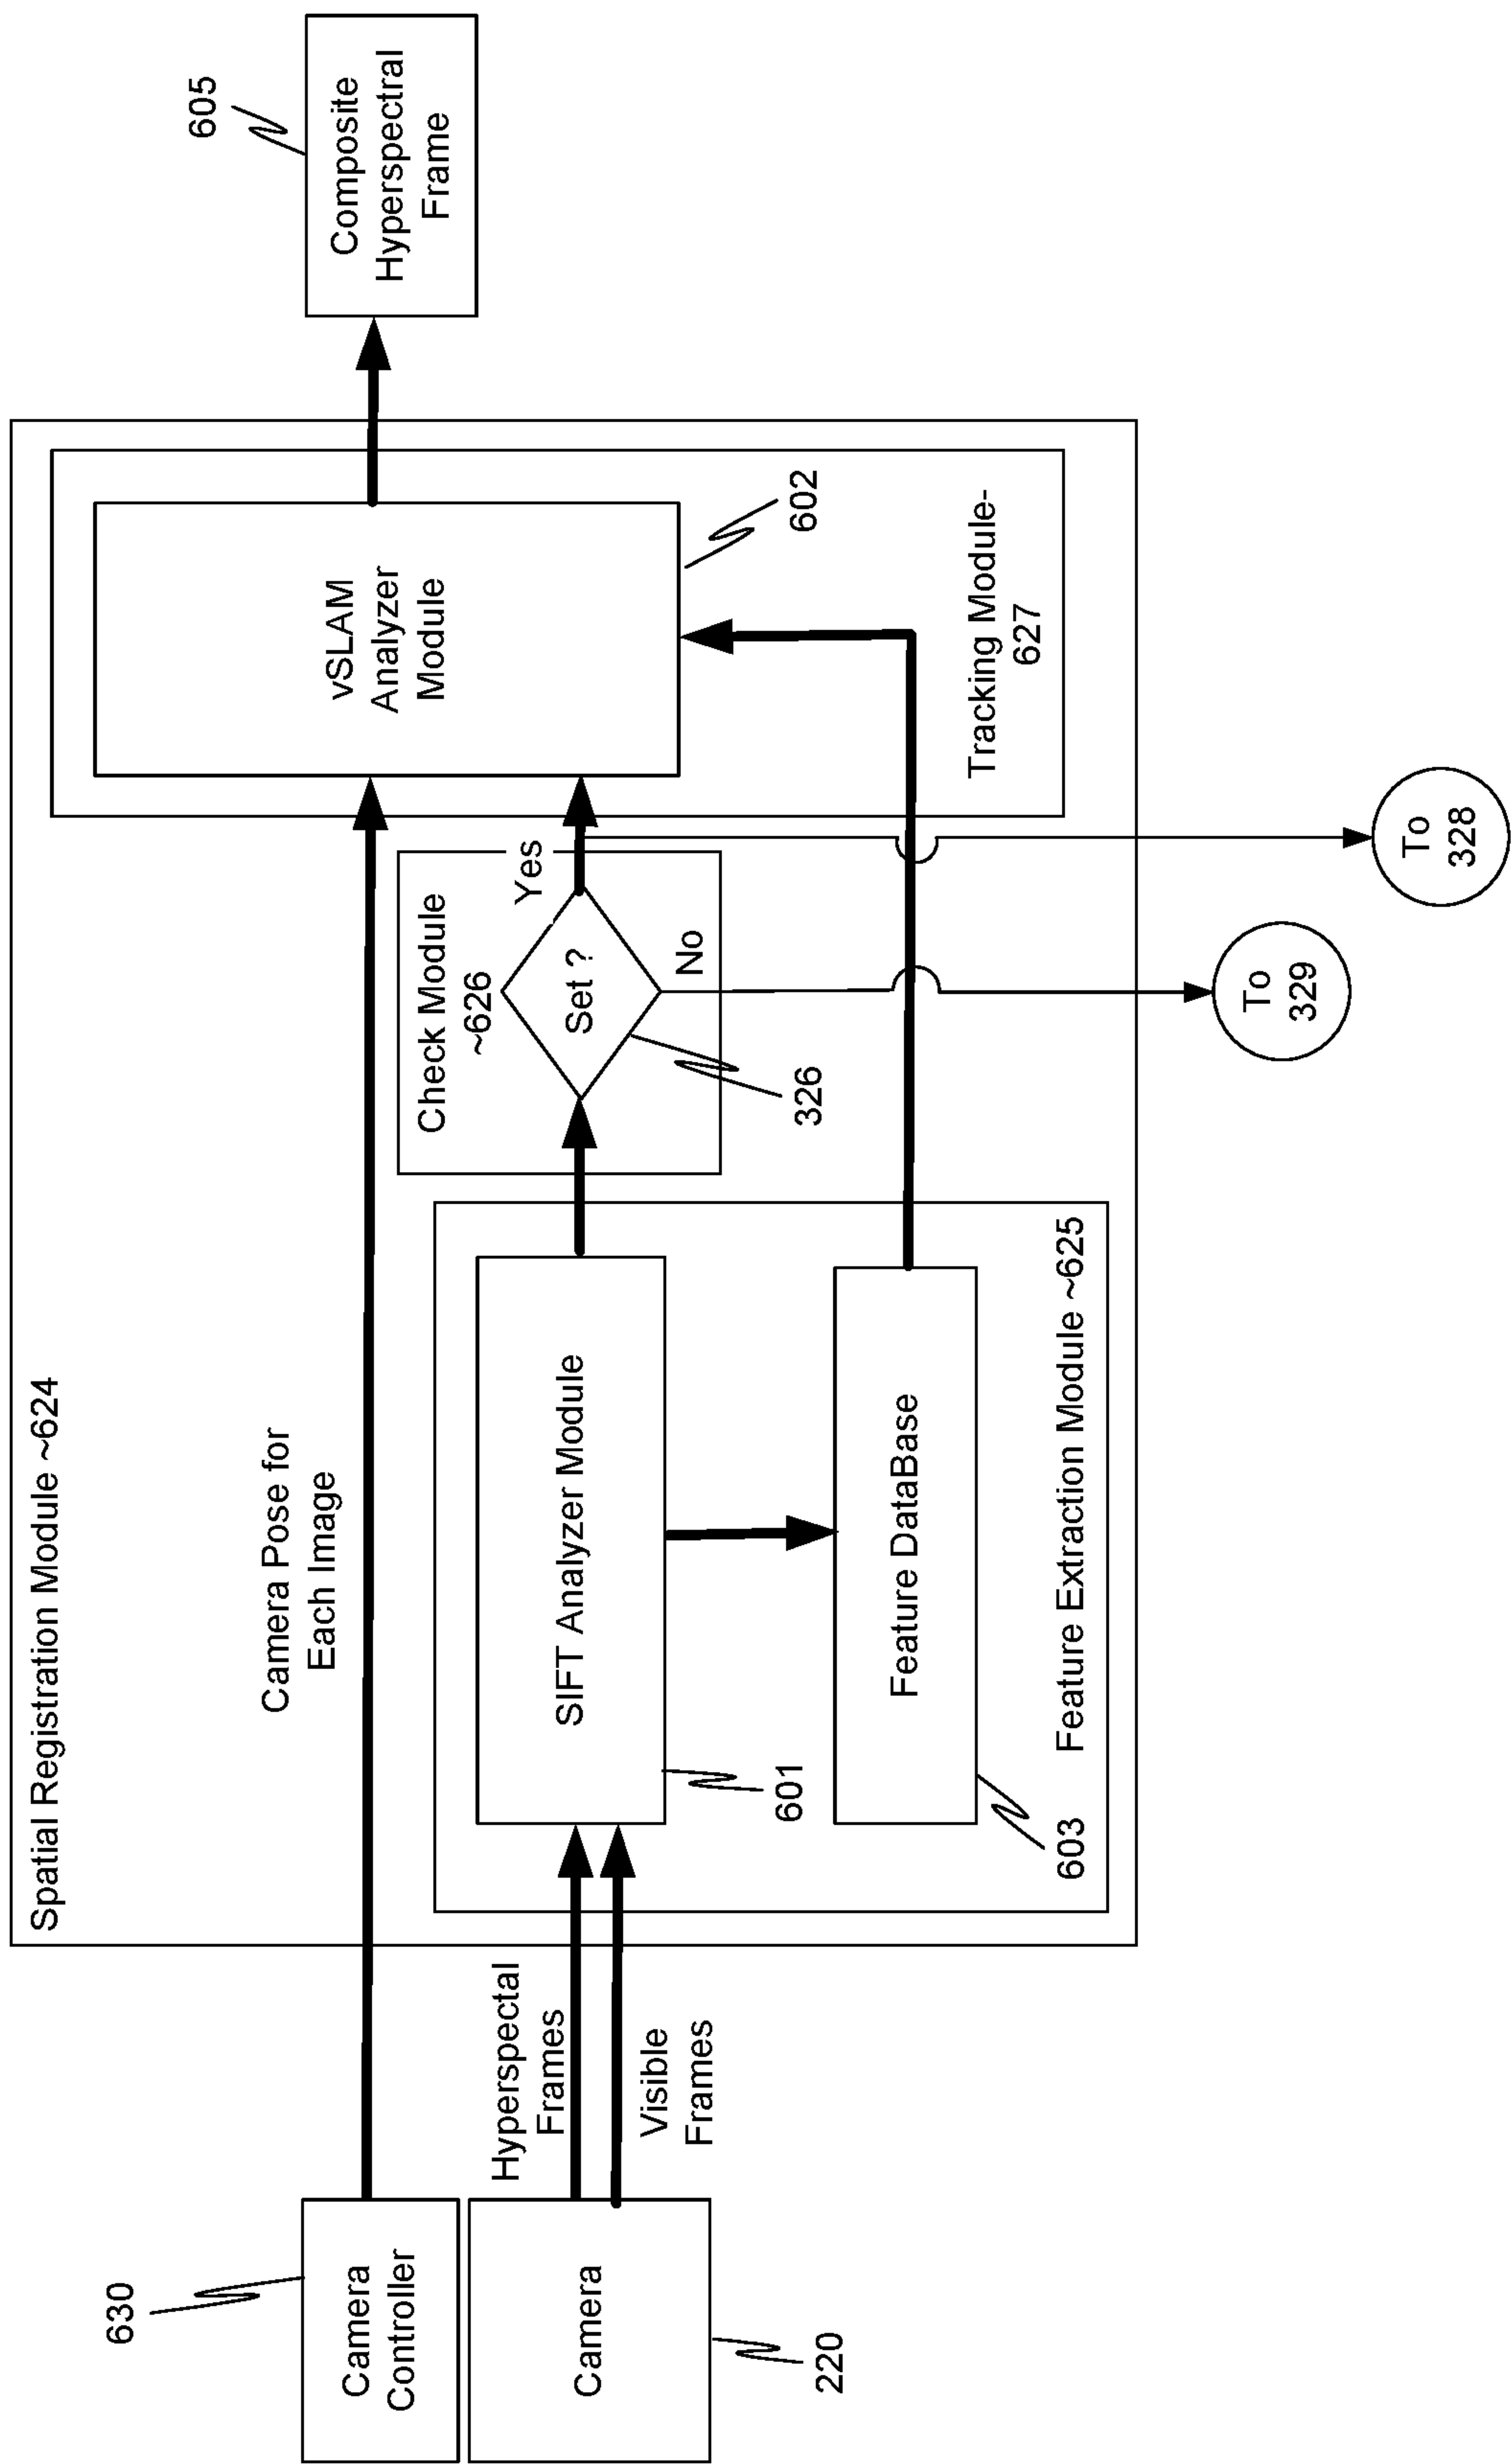 Spatial Registration Module ~624
630
Camera
Controller
Camera
220
Camera Pose for
Each Image
Hyperspectal
Frames
Visible
Frames
SIFT Analyzer Module
601
Feature DataBase
603
Feature Extraction Module ~625
Check Module
~626
Set ?
326
Yes
No
vSLAM
Analyzer
Module
602
Tracking Module-
627
605
Composite
Hyperspectral
Frame
To
329
To
328